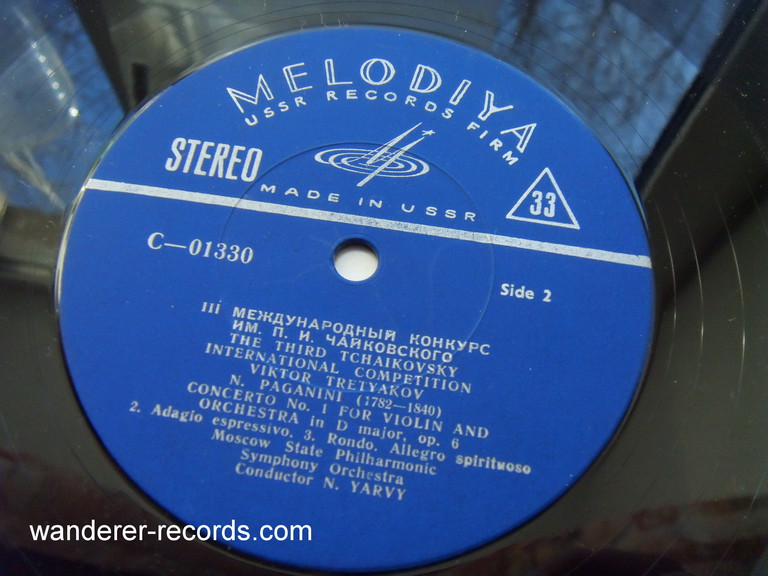 MELODIYA
USSR RECORDS FIRM
STEREO
MADE IN USSR
33
C—01330
Side 2
III МЕЖДУНАРОДНЫЙ КОНКУРС
ИМ. П. И. ЧАЙКОВСКОГО
THE THIRD TCHAIKOVSKY
INTERNATIONAL COMPETITION
VIKTOR TRETYAKOV
N. PAGANINI (1782—1840)
CONCERTO No. 1 FOR VIOLIN AND
ORCHESTRA in D major, op. 6
2. Adagio espressivo. 3. Rondo. Allegro spirituoso
Moscow State Philharmonic
Symphony Orchestra
Conductor N. YARVY
wanderer-records.com